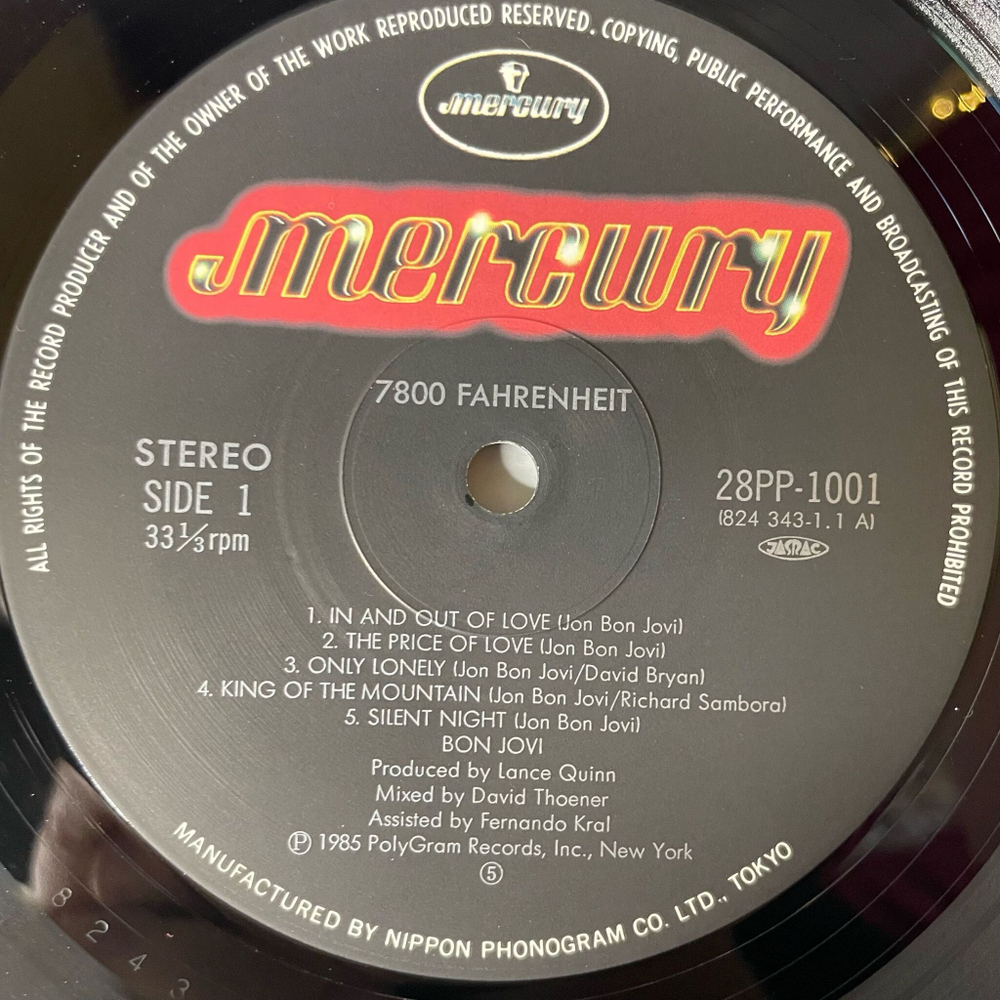 ALL RIGHTS OF THE RECORD PRODUCER AND OF THE OWNER OF THE WORK REPRODUCED RESERVED. COPYING, PUBLIC PERFORMANCE AND BROADCASTING OF THIS RECORD PROHIBITED
mercury
mercury
7800 FAHRENHEIT
STEREO
SIDE 1
33⅓rpm
28PP-1001
(824 343-1.1 A)
JASRAC
1. IN AND OUT OF LOVE (Jon Bon Jovi)
2. THE PRICE OF LOVE (Jon Bon Jovi)
3. ONLY LONELY (Jon Bon Jovi/David Bryan)
4. KING OF THE MOUNTAIN (Jon Bon Jovi/Richard Sambora)
5. SILENT NIGHT (Jon Bon Jovi)
BON JOVI
Produced by Lance Quinn
Mixed by David Thoener
Assisted by Fernando Kral
Ⓟ 1985 PolyGram Records, Inc., New York
⑤
MANUFACTURED BY NIPPON PHONOGRAM CO. LTD., TOKYO
8 2 4 3